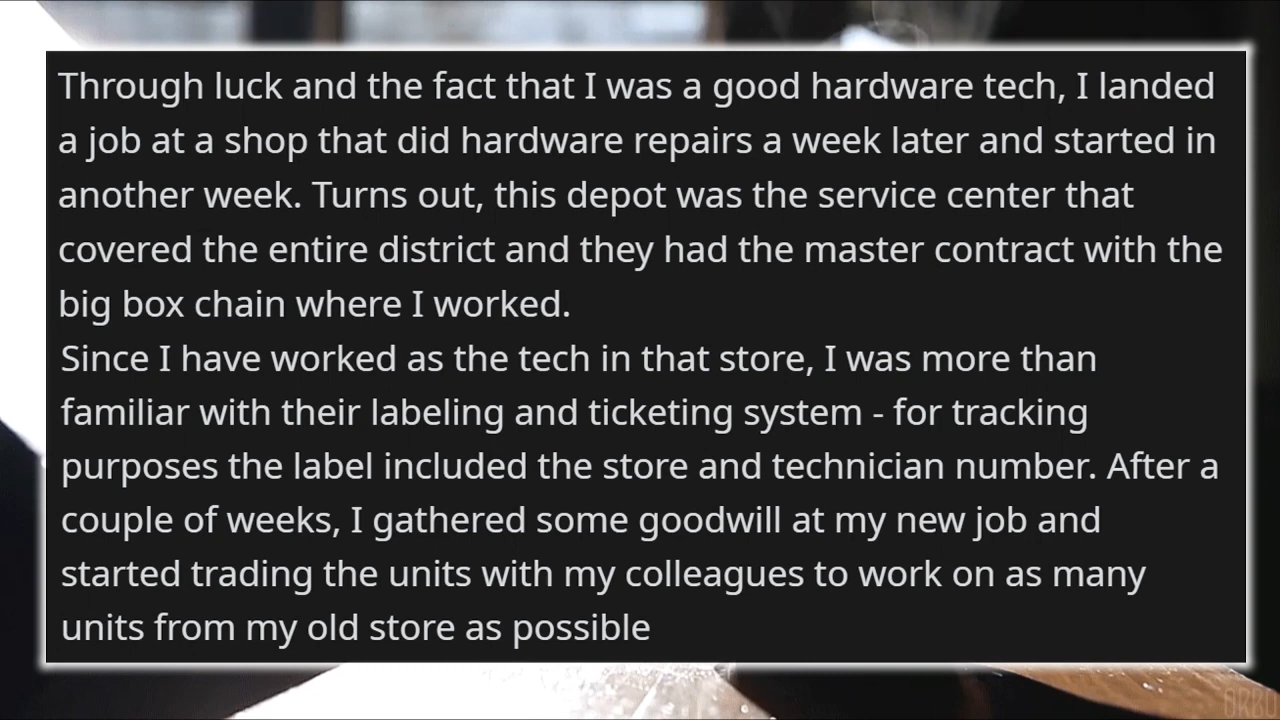 Through luck and the fact that I was a good hardware tech, I landed
a job at a shop that did hardware repairs a week later and started in
another week. Turns out, this depot was the service center that
covered the entire district and they had the master contract with the
big box chain where I worked.
Since I have worked as the tech in that store, I was more than
familiar with their labeling and ticketing system - for tracking
purposes the label included the store and technician number. After a
couple of weeks, I gathered some goodwill at my new job and
started trading the units with my colleagues to work on as many
units from my old store as possible